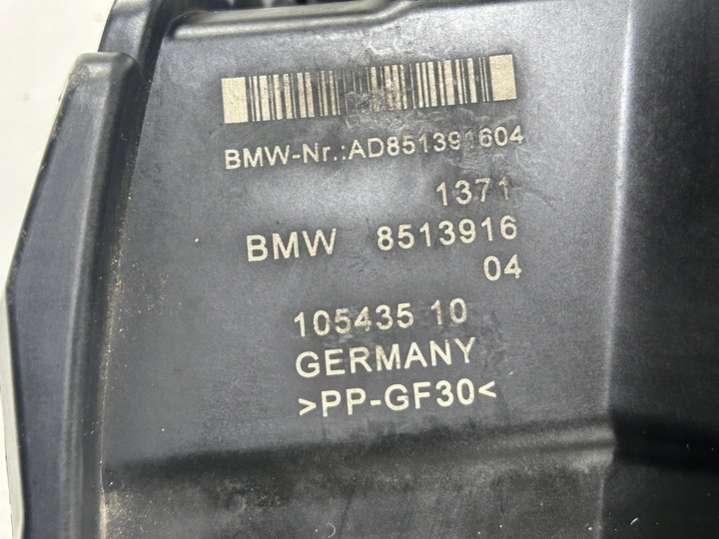 BMW-Nr.:AD851391604
1371
BMW 8513916
04
105435 10
GERMANY
>PP-GF30<